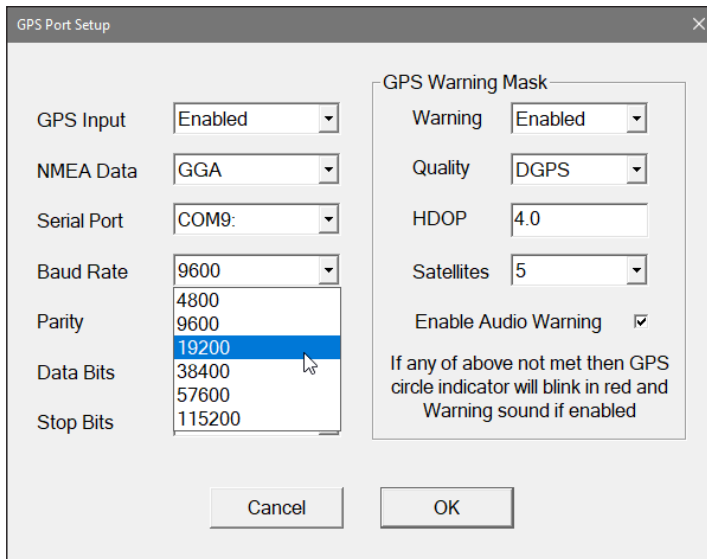 GPS Port Setup
GPS Input
Enabled
NMEA Data
GGA
Serial Port
COM9:
Baud Rate
9600
4800
9600
19200
38400
57600
115200
Parity
Data Bits
Stop Bits
GPS Warning Mask
Warning
Enabled
Quality
DGPS
HDOP
4.0
Satellites
5
Enable Audio Warning
If any of above not met then GPS
circle indicator will blink in red and
Warning sound if enabled
Cancel
OK